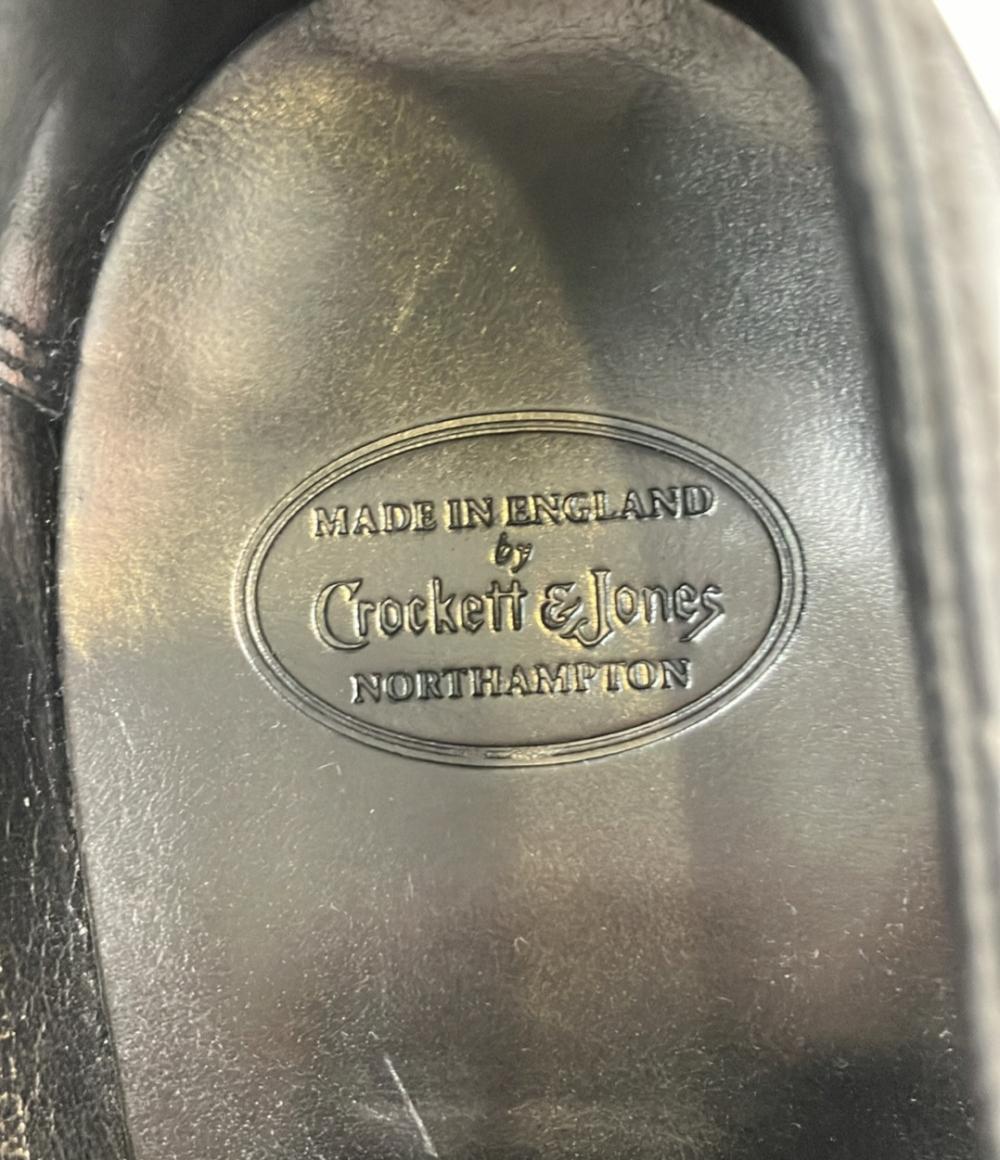 MADE IN ENGLAND
by
Crockett & Jones
NORTHAMPTON